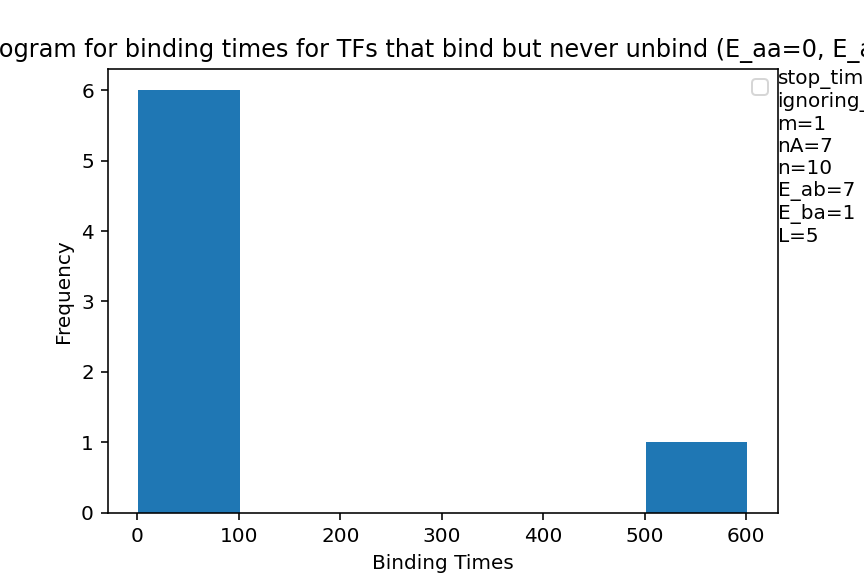 ogram for binding times for TFs that bind but never unbind (E_aa=0, E_a
stop_tim
ignoring_
m=1
nA=7
n=10
E_ab=7
E_ba=1
L=5
6
5
4
3
2
1
0
Frequency
0 100 200 300 400 500 600
Binding Times